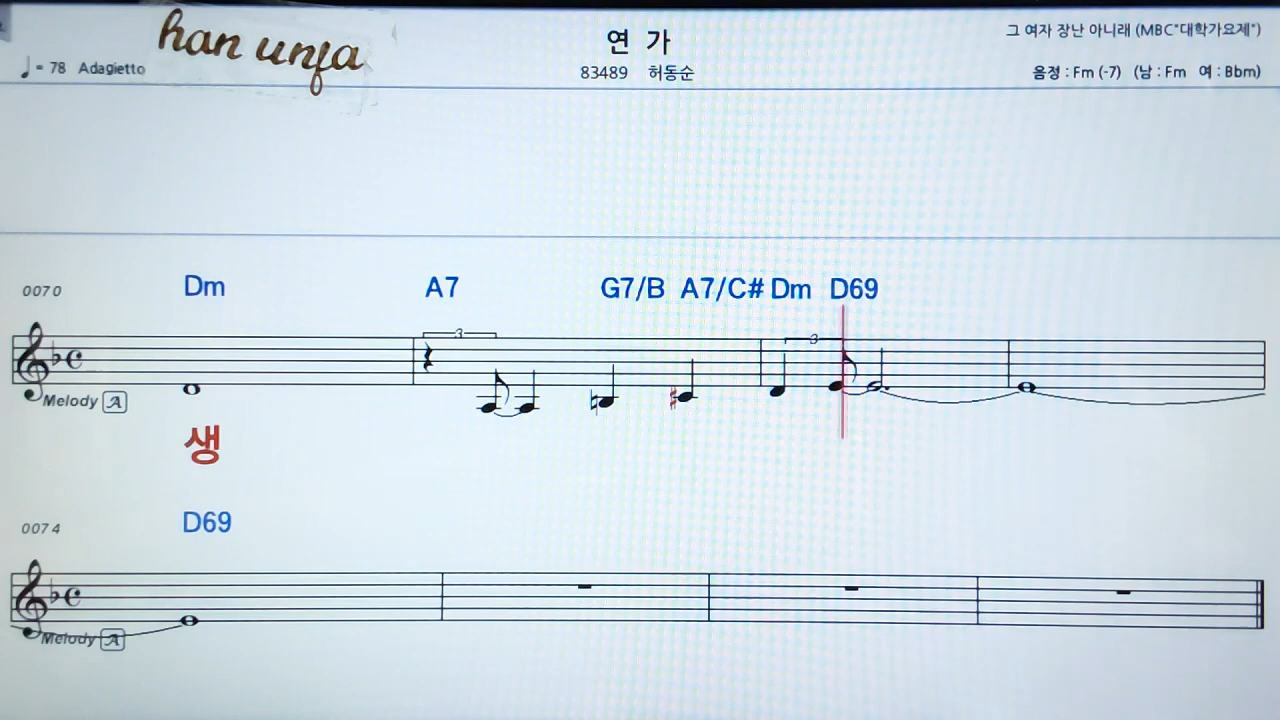 han unfa
연 가
그 여자 장난 아니래 (MBC"대학가요제")
♩ = 78 Adagietto
83489 허동순
음정 : Fm (-7) (남 : Fm 여 : Bbm)
0070
Dm A7 G7/B A7/C# Dm D69
3 3
Melody A
생
0074
D69
Melody A